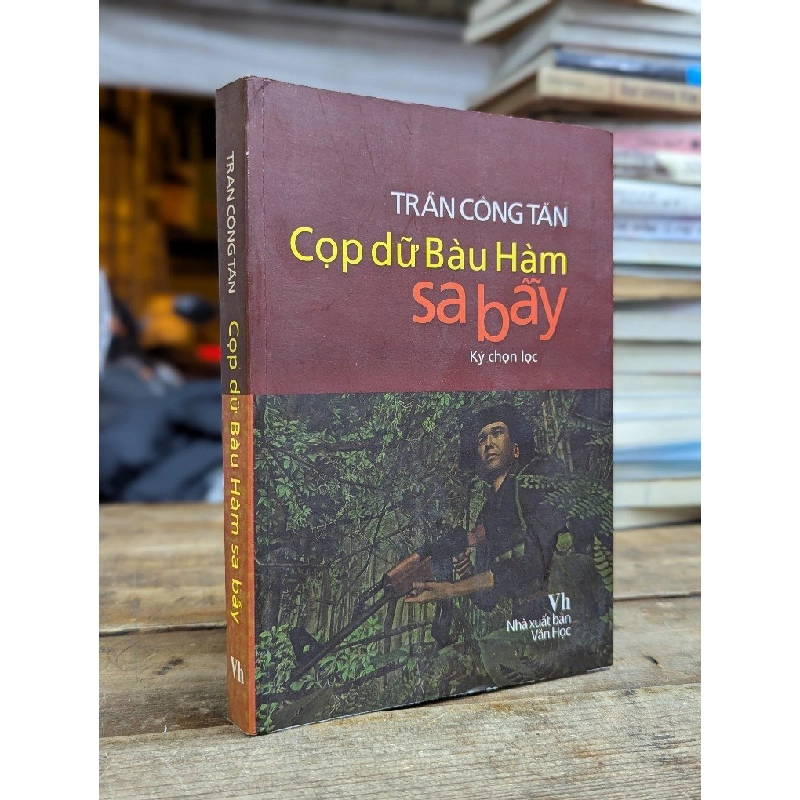 TRẦN CÔNG TẤN
Cọp dữ Bàu Hàm
sa bẫy
Ký chọn lọc
Vh
Nhà xuất bản
Văn Học
TRẦN CÔNG TẤN
Cọp dữ Bàu Hàm sa bẫy
Vh